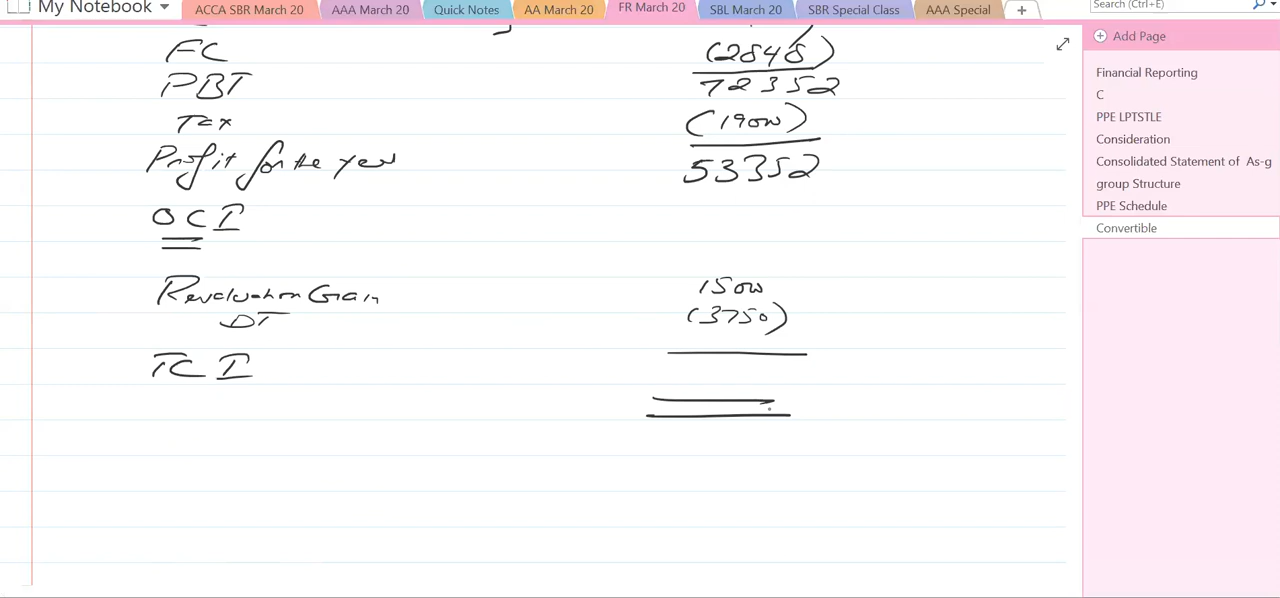 My Notebook
ACCA SBR March 20
AAA March 20
Quick Notes
AA March 20
FR March 20
SBL March 20
SBR Special Class
AAA Special
Search (Ctrl+E)
Add Page
Financial Reporting
C
PPE LPTSTLE
Consideration
Consolidated Statement of As-g
group Structure
PPE Schedule
Convertible
FC (2848)
PBT 72352
Tax (19000)
Profit for the year 53352
OCI
Revaluation Gain 15000
DT (3750)
TCI